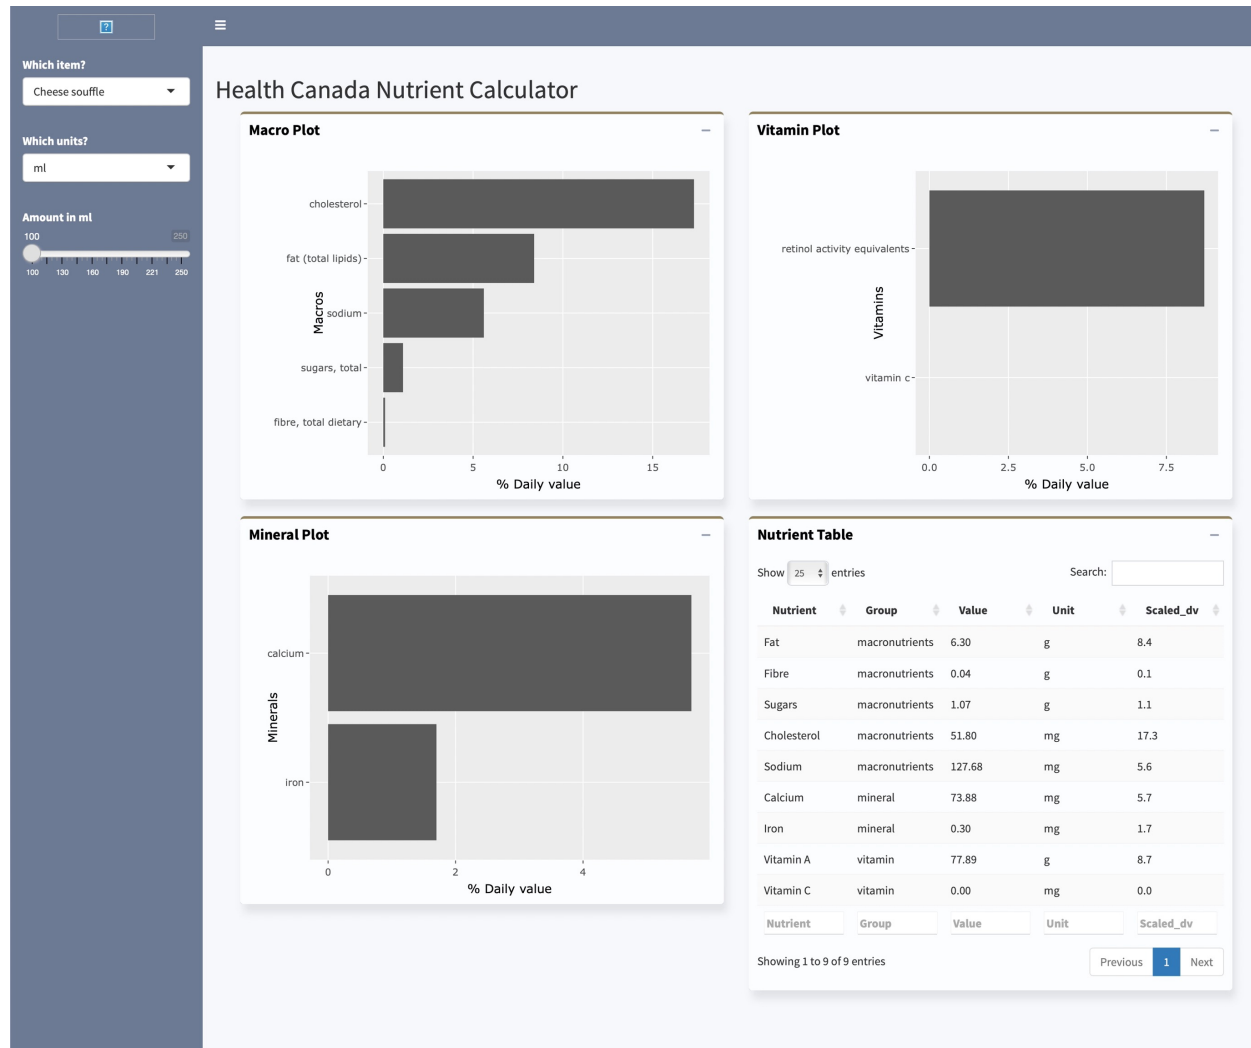 Which item?
Cheese souffle
Which units?
ml
Amount in ml
100 250
100 130 160 190 221 250
Health Canada Nutrient Calculator
Macro Plot
cholesterol
fat (total lipids)
sodium
sugars, total
fibre, total dietary
Macros
0 5 10 15
% Daily value
Vitamin Plot
retinol activity equivalents
vitamin c
Vitamins
0.0 2.5 5.0 7.5
% Daily value
Mineral Plot
calcium
iron
Minerals
0 2 4
% Daily value
Nutrient Table
Show 25 entries Search:
Nutrient Group Value Unit Scaled_dv
Fat macronutrients 6.30 g 8.4
Fibre macronutrients 0.04 g 0.1
Sugars macronutrients 1.07 g 1.1
Cholesterol macronutrients 51.80 mg 17.3
Sodium macronutrients 127.68 mg 5.6
Calcium mineral 73.88 mg 5.7
Iron mineral 0.30 mg 1.7
Vitamin A vitamin 77.89 g 8.7
Vitamin C vitamin 0.00 mg 0.0
Nutrient Group Value Unit Scaled_dv
Showing 1 to 9 of 9 entries
Previous 1 Next